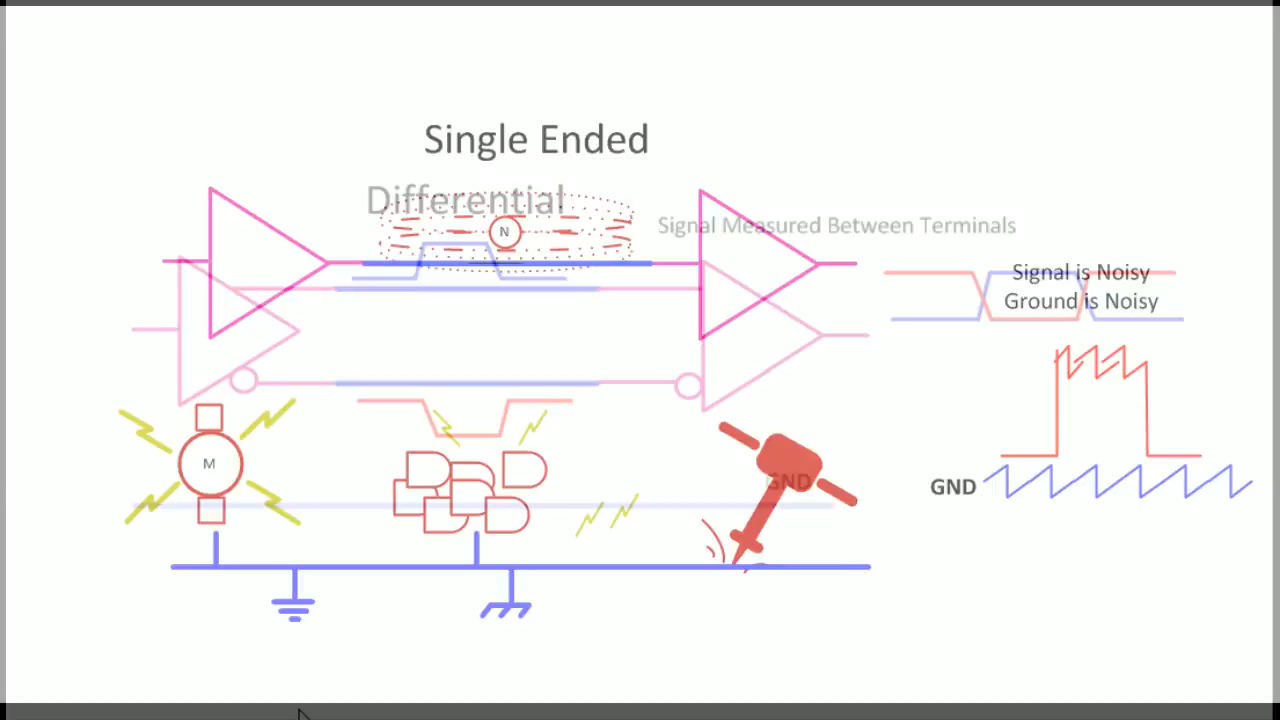 Single Ended
Differential
Signal Measured Between Terminals
N
Signal is Noisy
Ground is Noisy
M
GND
GND